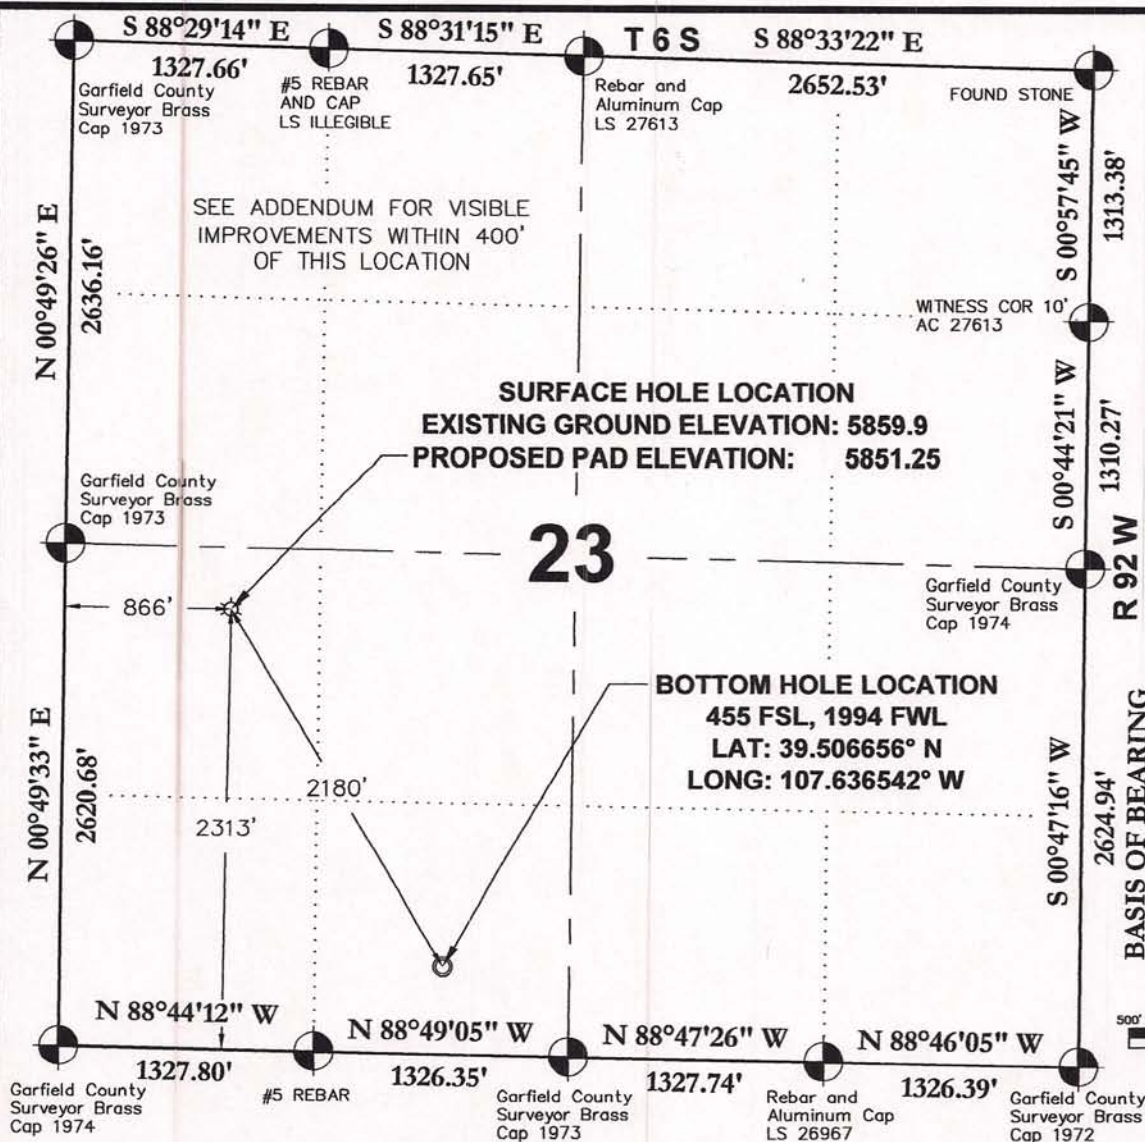 S 88°29'14" E
S 88°31'15" E
T 6 S
S 88°33'22" E
1327.66'
1327.65'
2652.53'
Garfield County
Surveyor Brass
Cap 1973
#5 REBAR
AND CAP
LS ILLEGIBLE
Rebar and
Aluminum Cap
LS 27613
FOUND STONE
S 00°57'45" W
1313.38'
SEE ADDENDUM FOR VISIBLE
IMPROVEMENTS WITHIN 400'
OF THIS LOCATION
N 00°49'26" E
2636.16'
WITNESS COR 10'
AC 27613
SURFACE HOLE LOCATION
EXISTING GROUND ELEVATION: 5859.9
PROPOSED PAD ELEVATION: 5851.25
S 00°44'21" W
1310.27'
Garfield County
Surveyor Brass
Cap 1973
23
R 92 W
Garfield County
Surveyor Brass
Cap 1974
866'
BOTTOM HOLE LOCATION
455 FSL, 1994 FWL
LAT: 39.506656° N
LONG: 107.636542° W
N 00°49'33" E
2620.68'
2180'
2313'
S 00°47'16" W
2624.94'
BASIS OF BEARING
500'
N 88°44'12" W
N 88°49'05" W
N 88°47'26" W
N 88°46'05" W
1327.80'
1326.35'
1327.74'
1326.39'
Garfield County
Surveyor Brass
Cap 1974
#5 REBAR
Garfield County
Surveyor Brass
Cap 1973
Rebar and
Aluminum Cap
LS 26967
Garfield County
Surveyor Brass
Cap 1972